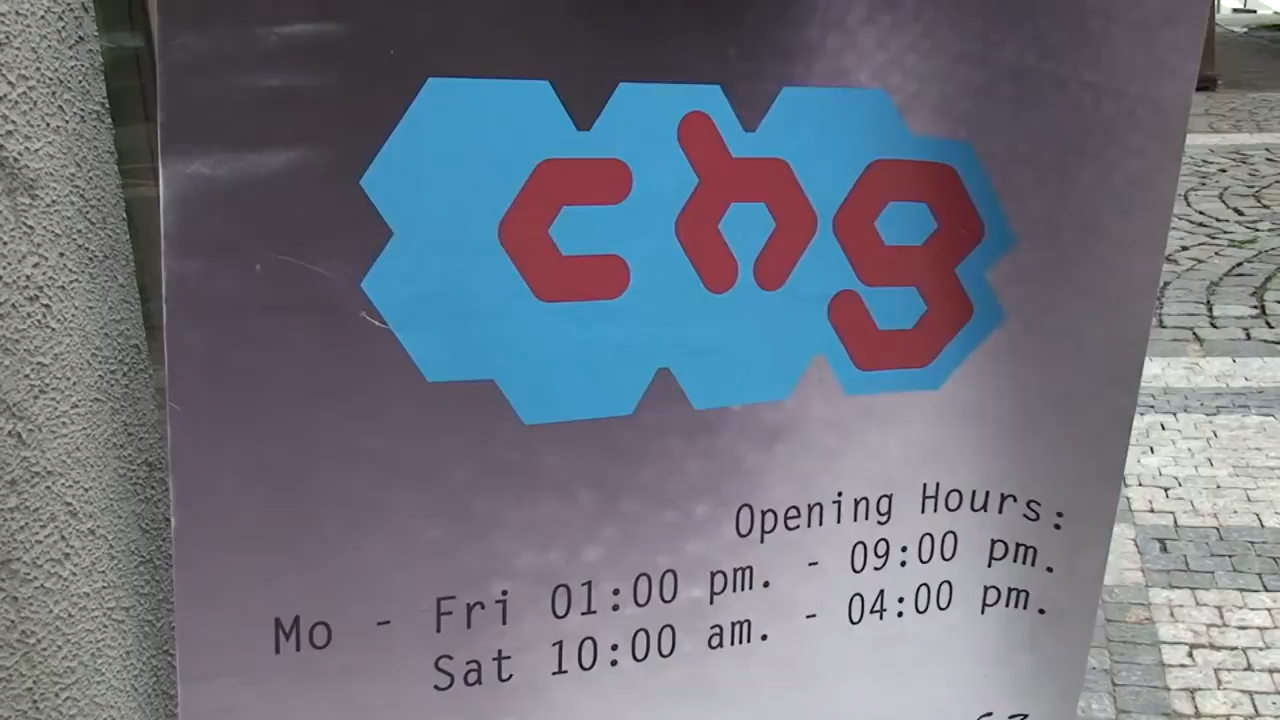 chg
Opening Hours:
Mo - Fri 01:00 pm. - 09:00 pm.
Sat 10:00 am. - 04:00 pm.